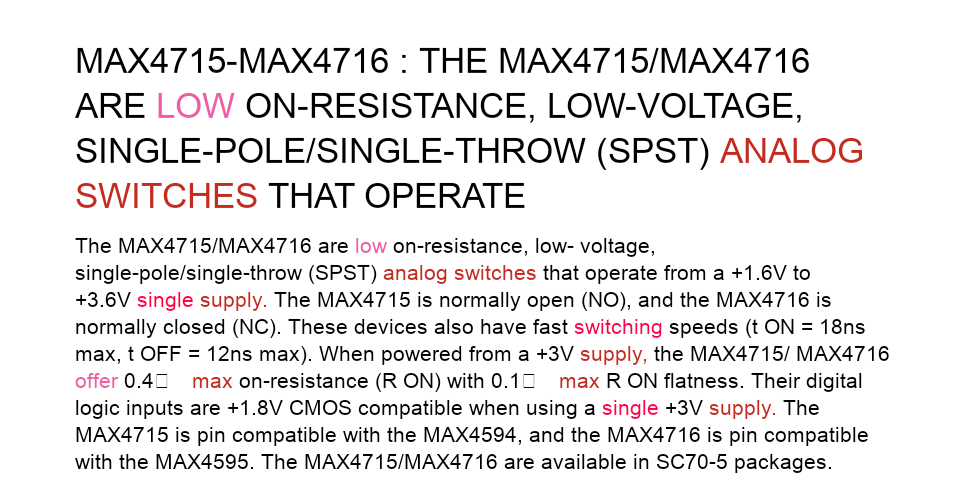 MAX4715-MAX4716 : THE MAX4715/MAX4716
ARE LOW ON-RESISTANCE, LOW-VOLTAGE,
SINGLE-POLE/SINGLE-THROW (SPST) ANALOG
SWITCHES THAT OPERATE
The MAX4715/MAX4716 are low on-resistance, low- voltage,
single-pole/single-throw (SPST) analog switches that operate from a +1.6V to
+3.6V single supply. The MAX4715 is normally open (NO), and the MAX4716 is
normally closed (NC). These devices also have fast switching speeds (t ON = 18ns
max, t OFF = 12ns max). When powered from a +3V supply, the MAX4715/ MAX4716
offer 0.4□ max on-resistance (R ON) with 0.1□ max R ON flatness. Their digital
logic inputs are +1.8V CMOS compatible when using a single +3V supply. The
MAX4715 is pin compatible with the MAX4594, and the MAX4716 is pin compatible
with the MAX4595. The MAX4715/MAX4716 are available in SC70-5 packages.